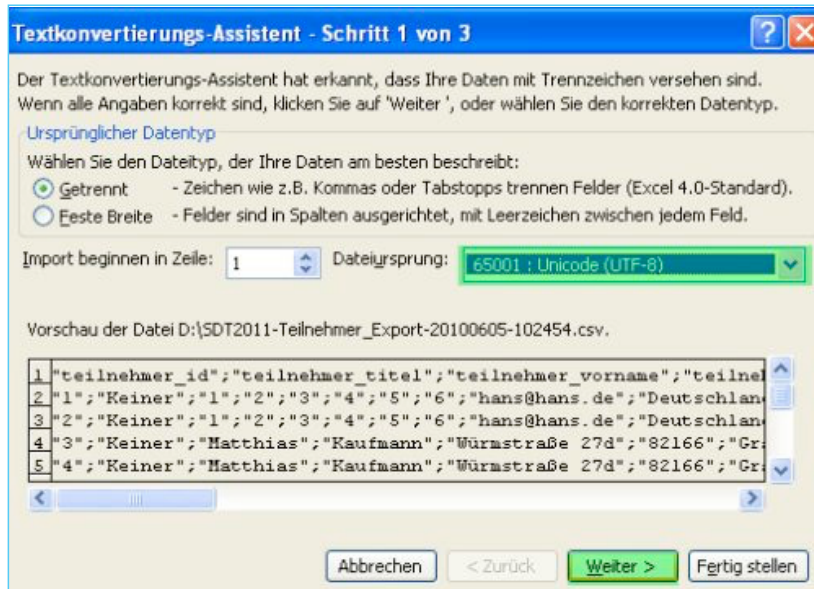 Textkonvertierungs-Assistent - Schritt 1 von 3
Der Textkonvertierungs-Assistent hat erkannt, dass Ihre Daten mit Trennzeichen versehen sind.
Wenn alle Angaben korrekt sind, klicken Sie auf 'Weiter ', oder wählen Sie den korrekten Datentyp.
Ursprünglicher Datentyp
Wählen Sie den Dateityp, der Ihre Daten am besten beschreibt:
Getrennt - Zeichen wie z.B. Kommas oder Tabstopps trennen Felder (Excel 4.0-Standard).
Feste Breite - Felder sind in Spalten ausgerichtet, mit Leerzeichen zwischen jedem Feld.
Import beginnen in Zeile: 1 Dateiursprung: 65001 : Unicode (UTF-8)
Vorschau der Datei D:\SDT2011-Teilnehmer_Export-20100605-102454.csv.
1 "teilnehmer_id";"teilnehmer_titel";"teilnehmer_vorname";"teilneh
2 "1";"Keiner";"1";"2";"3";"4";"5";"6";"hans@hans.de";"Deutschlan
3 "2";"Keiner";"1";"2";"3";"4";"5";"6";"hans@hans.de";"Deutschlan
4 "3";"Keiner";"Matthias";"Kaufmann";"Würmstraße 27d";"82166";"Gr
5 "4";"Keiner";"Matthias";"Kaufmann";"Würmstraße 27d";"82166";"Gr
Abbrechen < Zurück Weiter > Fertig stellen